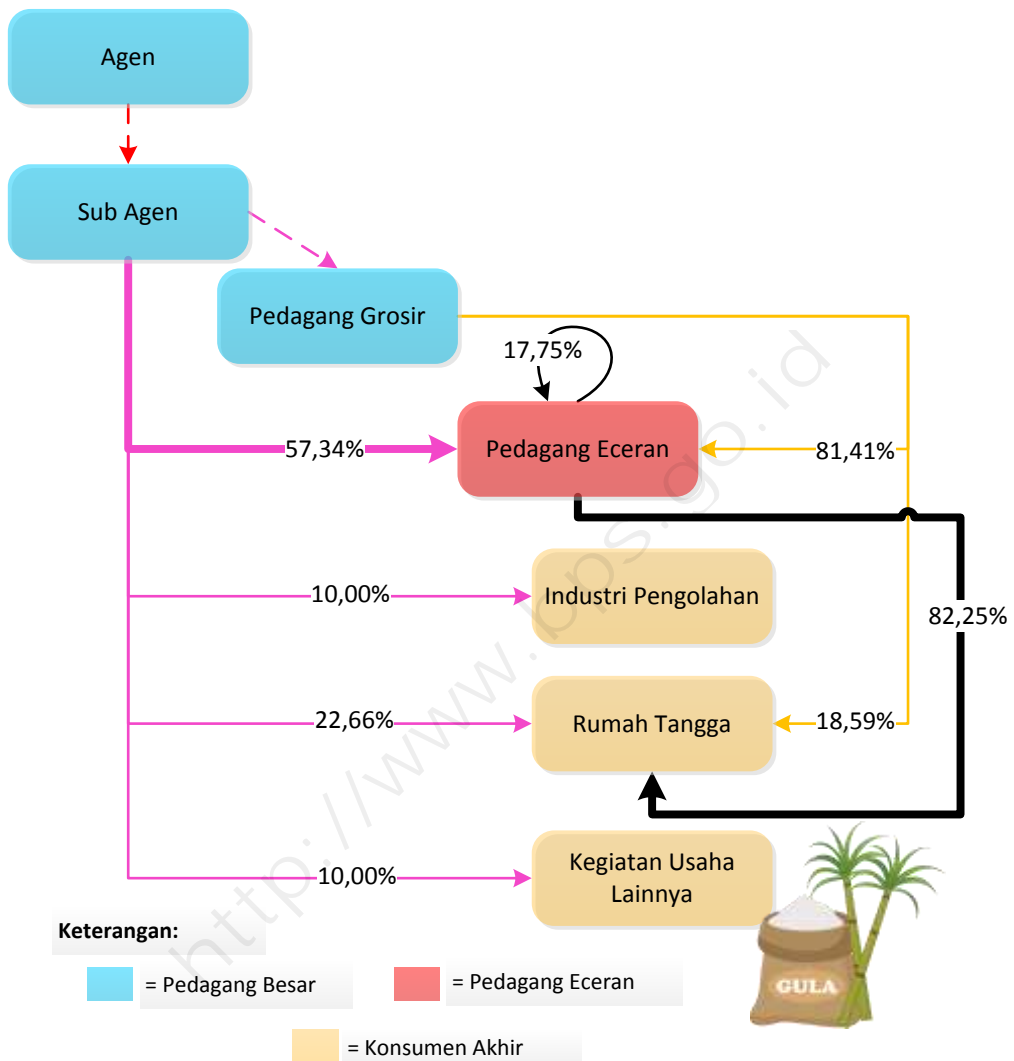 Agen
Sub Agen
Pedagang Grosir
17,75%
Pedagang Eceran
57,34%
81,41%
10,00%
Industri Pengolahan
82,25%
22,66%
Rumah Tangga
18,59%
10,00%
Kegiatan Usaha
Lainnya
Keterangan:
= Pedagang Besar
= Pedagang Eceran
= Konsumen Akhir
GULA
http://www.bps.go.id